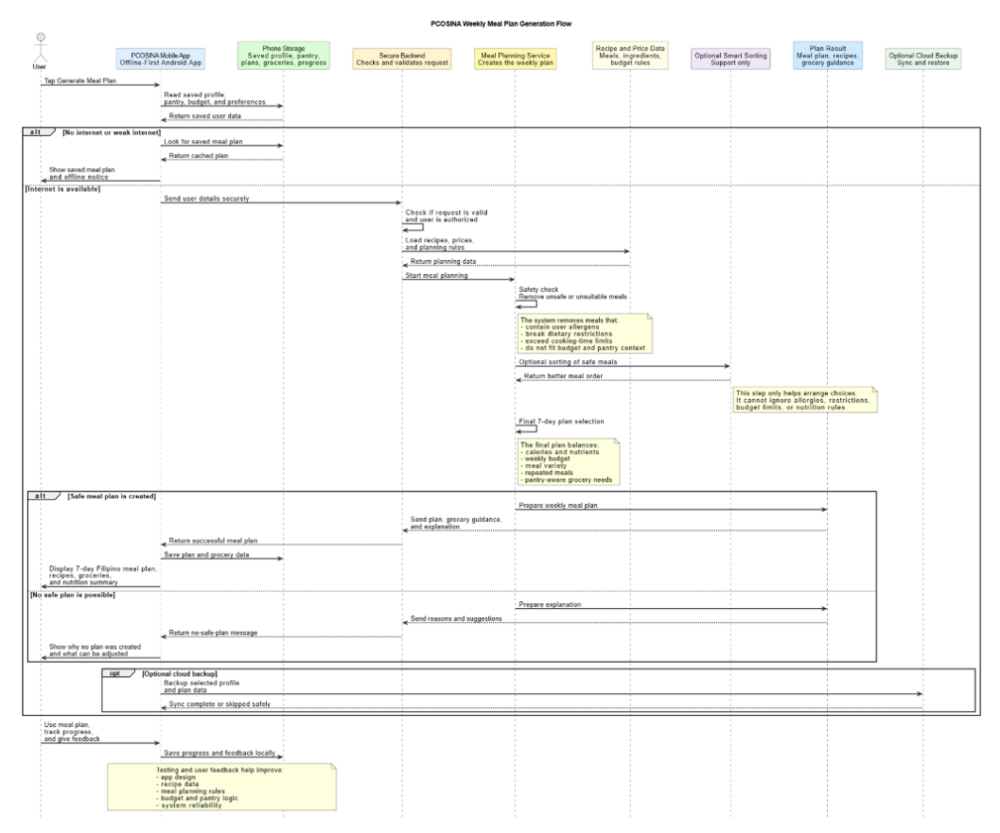 PCOSINA Weekly Meal Plan Generation Flow
User
PCOSINA Mobile App
Offline-First Android App
Phone Storage
Saved profile, pantry,
plans, groceries, progress
Secure Backend
Checks and validates request
Meal Planning Service
Creates the weekly plan
Recipe and Price Data
Meals, ingredients,
budget rules
Optional Smart Sorting
Support only
Plan Result
Meal plan, recipes,
grocery guidance
Optional Cloud Backup
Sync and restore
Tap Generate Meal Plan
Read saved profile,
pantry, budget, and preferences
Return saved user data
alt [No internet or weak internet]
Look for saved meal plan
Return cached plan
Show saved meal plan
and offline notice
[Internet is available]
Send user details securely
Check if request is valid
and user is authorized
Load recipes, prices,
and planning rules
Return planning data
Start meal planning
Safety check
Remove unsafe or unsuitable meals
The system removes meals that:
- contain user allergens
- break dietary restrictions
- exceed cooking-time limits
- do not fit budget and pantry context
Optional sorting of safe meals
Return better meal order
This step only helps arrange choices.
It cannot ignore allergies, restrictions,
budget limits, or nutrition rules.
Final 7-day plan selection
The final plan balances:
- calories and nutrients
- weekly budget
- meal variety
- repeated meals
- pantry-aware grocery needs
alt [Safe meal plan is created]
Prepare weekly meal plan
Send plan, grocery guidance,
and explanation
Return successful meal plan
Save plan and grocery data
Display 7-day Filipino meal plan,
recipes, groceries,
and nutrition summary
[No safe plan is possible]
Prepare explanation
Send reasons and suggestions
Return no-safe-plan message
Show why no plan was created
and what can be adjusted
opt [Optional cloud backup]
Backup selected profile
and plan data
Sync complete or skipped safely
Use meal plan,
track progress,
and give feedback
Save progress and feedback locally
Testing and user feedback help improve:
- app design
- recipe data
- meal planning rules
- budget and pantry logic
- system reliability